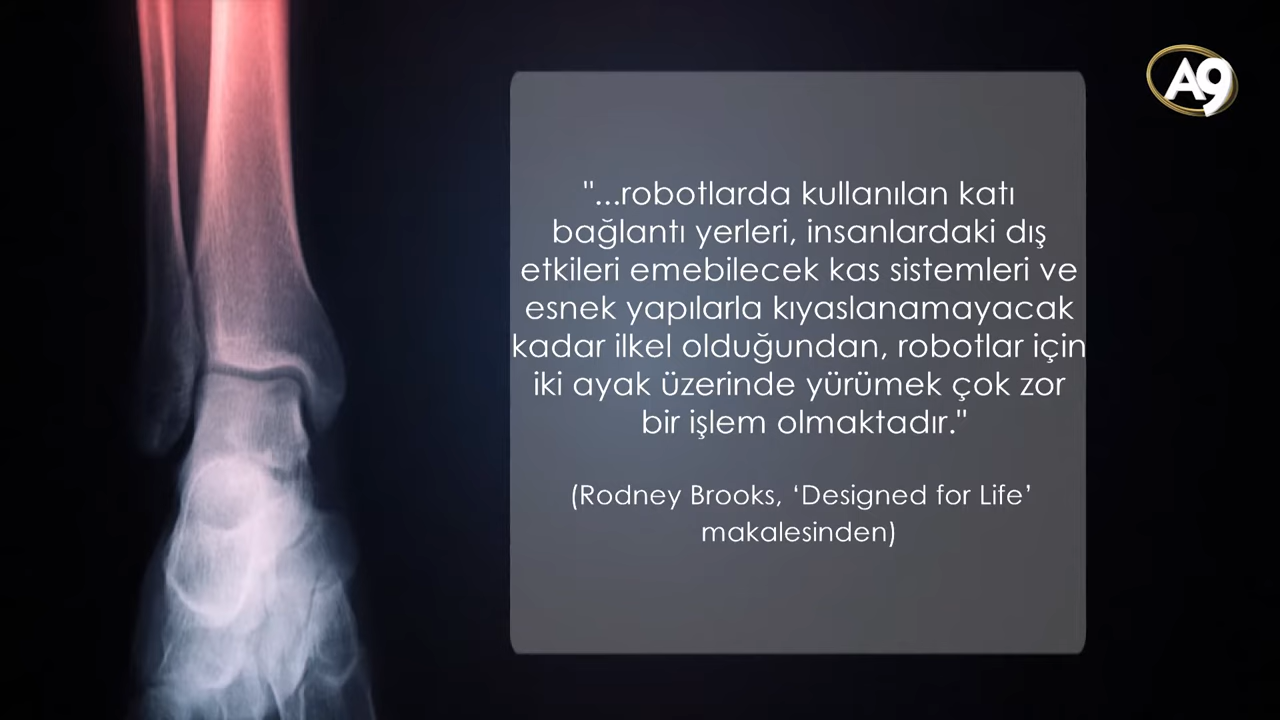 A9
"...robotlarda kullanılan katı
bağlantı yerleri, insanlardaki dış
etkileri emebilecek kas sistemleri ve
esnek yapılarla kıyaslanamayacak
kadar ilkel olduğundan, robotlar için
iki ayak üzerinde yürümek çok zor
bir işlem olmaktadır."
(Rodney Brooks, ‘Designed for Life’
makalesinden)